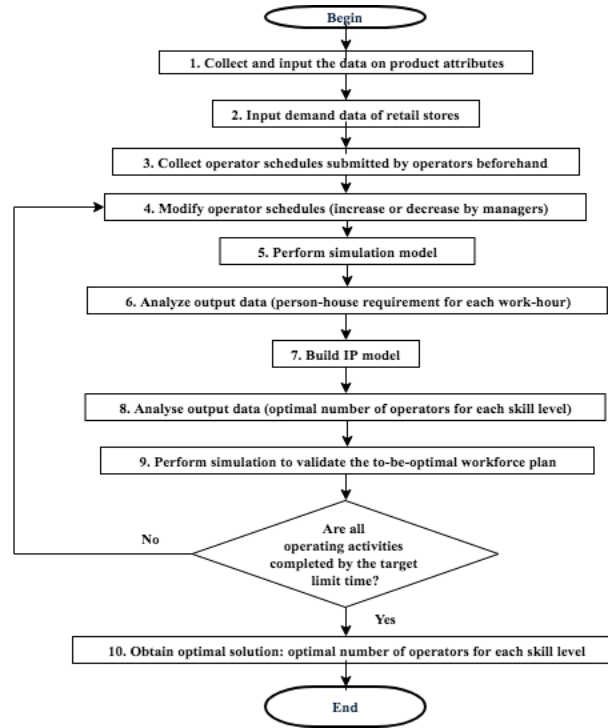 Begin
1. Collect and input the data on product attributes
2. Input demand data of retail stores
3. Collect operator schedules submitted by operators beforehand
4. Modify operator schedules (increase or decrease by managers)
5. Perform simulation model
6. Analyze output data (person-house requirement for each work-hour)
7. Build IP model
8. Analyse output data (optimal number of operators for each skill level)
9. Perform simulation to validate the to-be-optimal workforce plan
Are all
operating activities
completed by the target
limit time?
No
Yes
10. Obtain optimal solution: optimal number of operators for each skill level
End